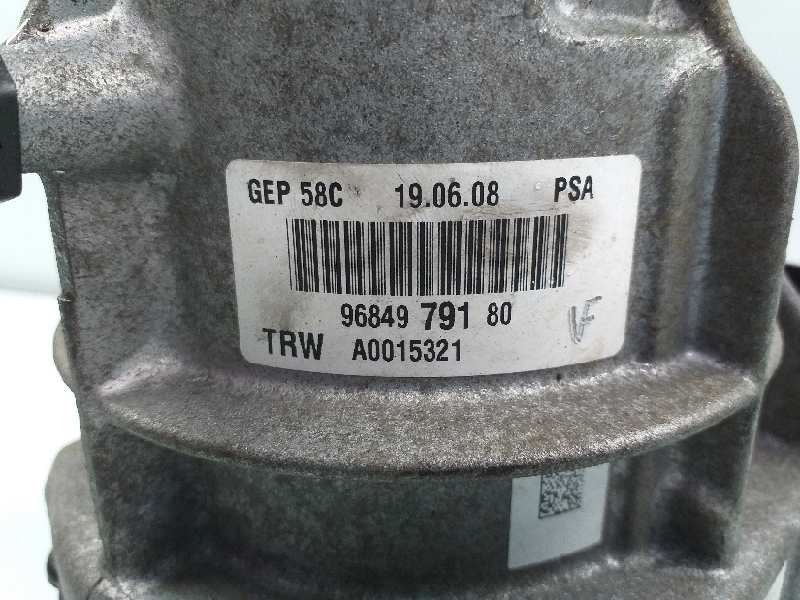 GEP 58C 19.06.08 PSA
96849 791 80
TRW A0015321